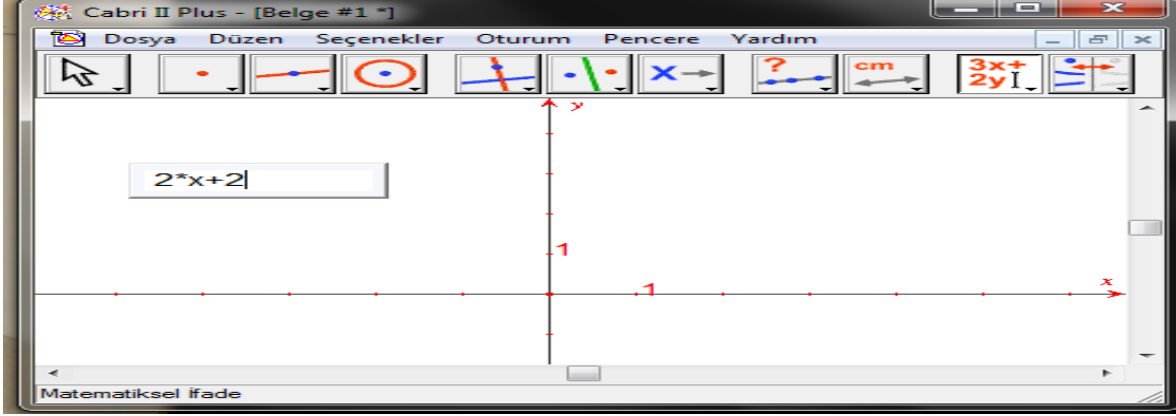 Cabri II Plus - [Belge #1 *]
Dosya Düzen Seçenekler Oturum Pencere Yardım
? cm 3x+
2y
y
2*x+2
1
1
x
Matematiksel İfade